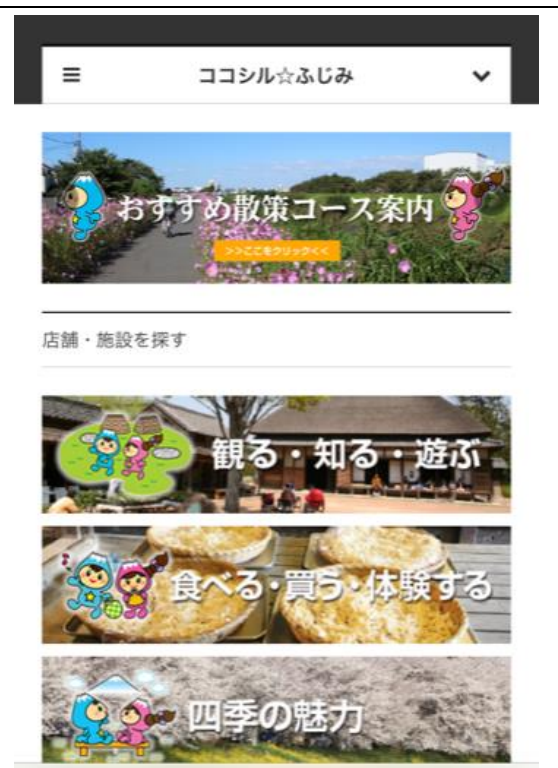 ココシル☆ふじみ
おすすめ散策コース案内
>>ここをクリック<<
店舗・施設を探す
観る・知る・遊ぶ
食べる・買う・体験する
四季の魅力